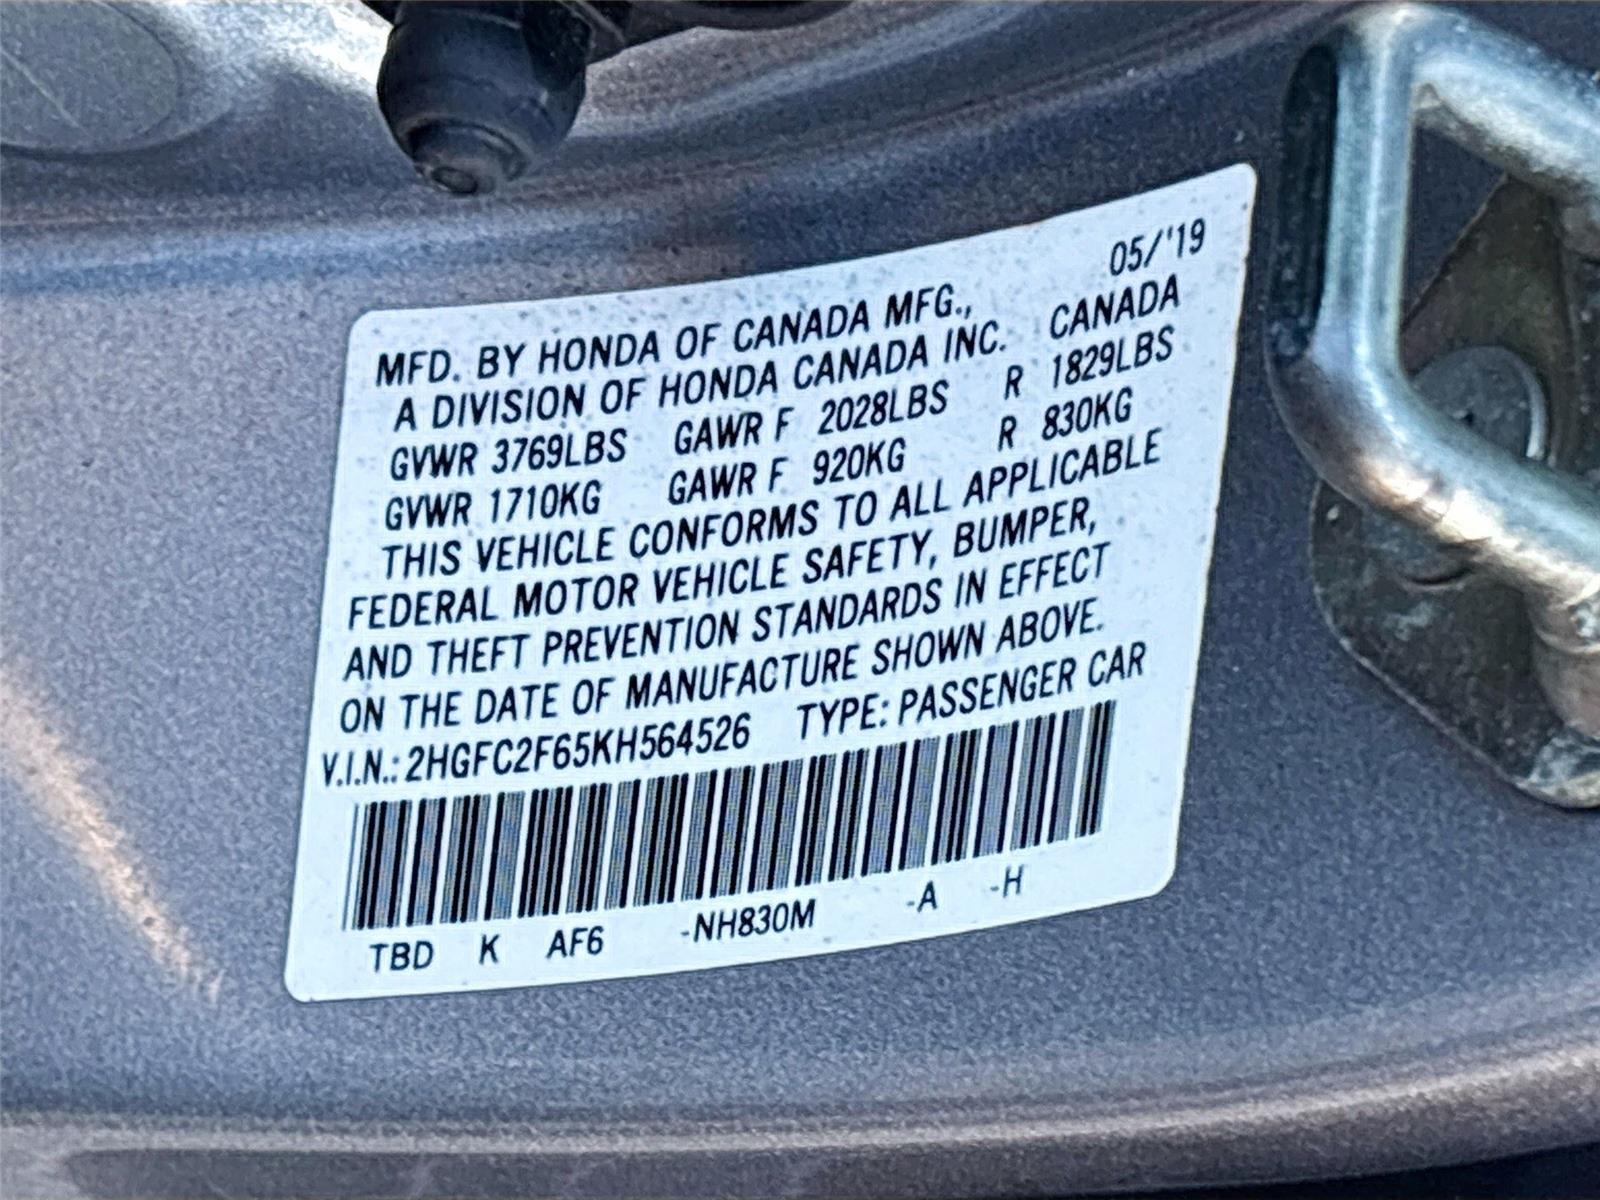 05/'19
MFD. BY HONDA OF CANADA MFG.,
A DIVISION OF HONDA CANADA INC. CANADA
GVWR 3769LBS GAWR F 2028LBS R 1829LBS
GVWR 1710KG GAWR F 920KG R 830KG
THIS VEHICLE CONFORMS TO ALL APPLICABLE
FEDERAL MOTOR VEHICLE SAFETY, BUMPER,
AND THEFT PREVENTION STANDARDS IN EFFECT
ON THE DATE OF MANUFACTURE SHOWN ABOVE.
V.I.N.: 2HGFC2F65KH564526 TYPE: PASSENGER CAR
TBD K AF6 -NH830M -A -H